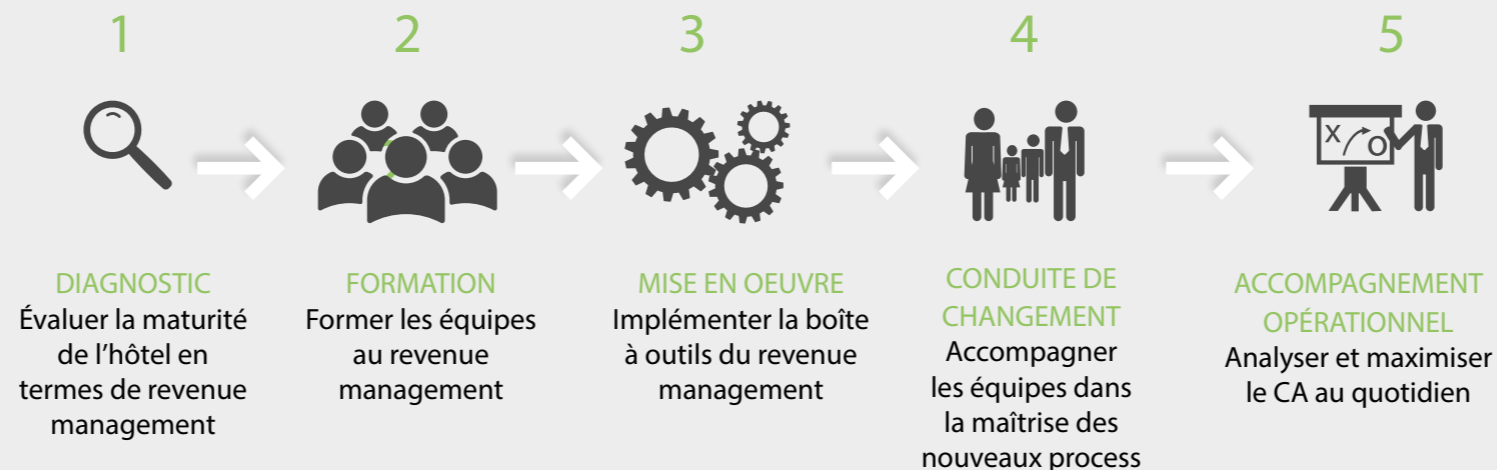 1
2
3
4
5
X
O
DIAGNOSTIC
Évaluer la maturité
de l’hôtel en
termes de revenue
management
FORMATION
Former les équipes
au revenue
management
MISE EN OEUVRE
Implémenter la boîte
à outils du revenue
management
CONDUITE DE
CHANGEMENT
Accompagner
les équipes dans
la maîtrise des
nouveaux process
ACCOMPAGNEMENT
OPÉRATIONNEL
Analyser et maximiser
le CA au quotidien